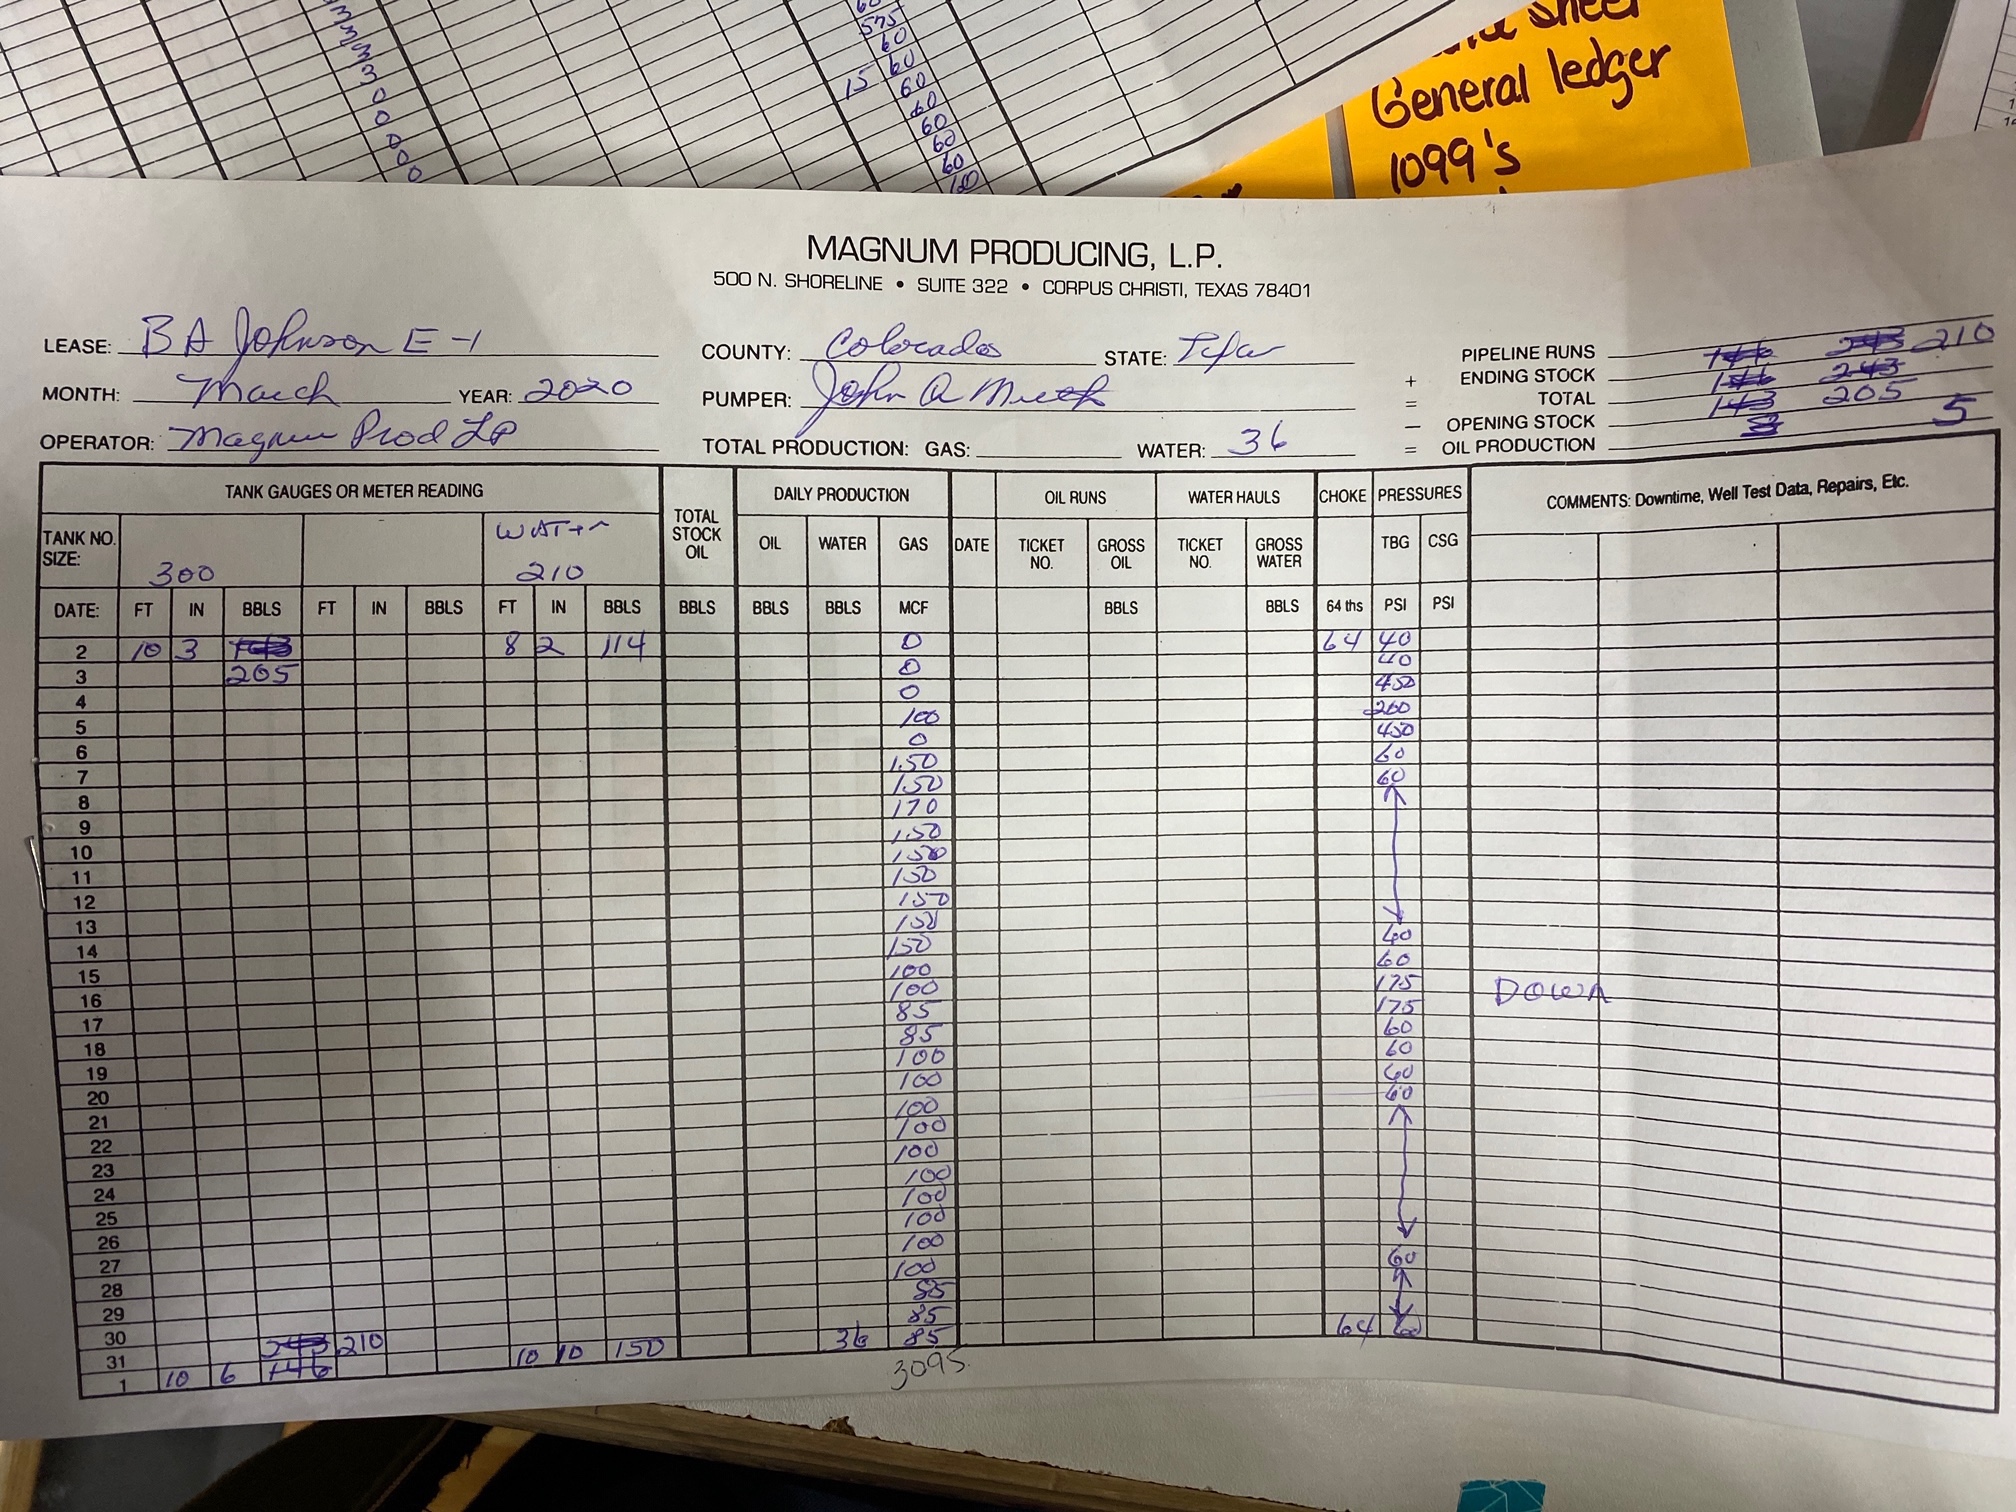 575
60
60
15 60
60
60
60
60
0
0
0
0
0
General ledger
1099's
MAGNUM PRODUCING, L.P.
500 N. SHORELINE • SUITE 322 • CORPUS CHRISTI, TEXAS 78401
LEASE: B A Johnson E-1 COUNTY: Colorado STATE: PIPELINE RUNS
MONTH: March YEAR: 2020 PUMPER: John A + ENDING STOCK 210
OPERATOR: Magnum Prod LP = TOTAL
TOTAL PRODUCTION: GAS: WATER: 36 − OPENING STOCK 205
= OIL PRODUCTION 5
TANK GAUGES OR METER READING TOTAL STOCK OIL DAILY PRODUCTION OIL RUNS WATER HAULS CHOKE PRESSURES COMMENTS: Downtime, Well Test Data, Repairs, Etc.
TANK NO. SIZE: 300 210 OIL WATER GAS DATE TICKET NO. GROSS OIL TICKET NO. GROSS WATER TBG CSG
DATE: FT IN BBLS FT IN BBLS FT IN BBLS BBLS BBLS BBLS MCF BBLS BBLS 64 ths PSI PSI
2 10 3 8 2 114 0 64 40
3 205 0 40
4 0 450
5 100 260
6 0 450
7 150 60
8 150 60
9 170
10 150
11 150
12 150
13 150
14 150 60
15 150 60
16 100 175 DOWN
17 100 175
18 85 60
19 85 60
20 100 60
21 100 60
22 100
23 100
24 100
25 100
26 100
27 100 60
28 100
29 100
30 85 64 60
31 210 10 10 150 36 85
1 10 6 85
3095